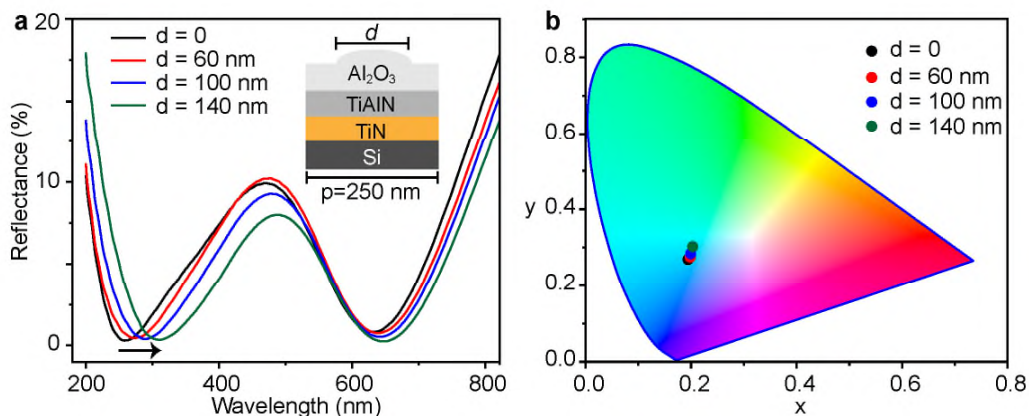 a
20
10
0
Reflectance (%)
200 400 600 800
Wavelength (nm)
d = 0
d = 60 nm
d = 100 nm
d = 140 nm
d
Al₂O₃
TiAlN
TiN
Si
p=250 nm
b
0.8
0.6
0.4
0.2
0.0
y
0.0 0.2 0.4 0.6 0.8
x
d = 0
d = 60 nm
d = 100 nm
d = 140 nm